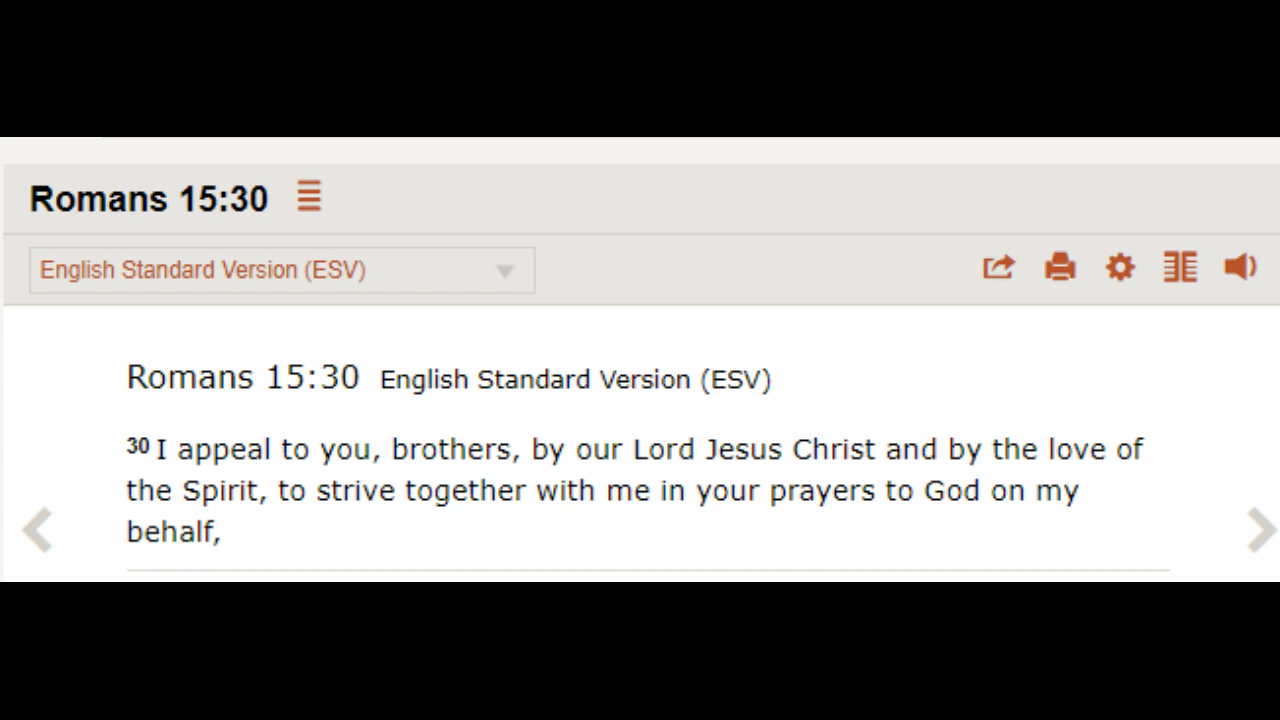 Romans 15:30
English Standard Version (ESV)
Romans 15:30 English Standard Version (ESV)
30 I appeal to you, brothers, by our Lord Jesus Christ and by the love of
the Spirit, to strive together with me in your prayers to God on my
behalf,